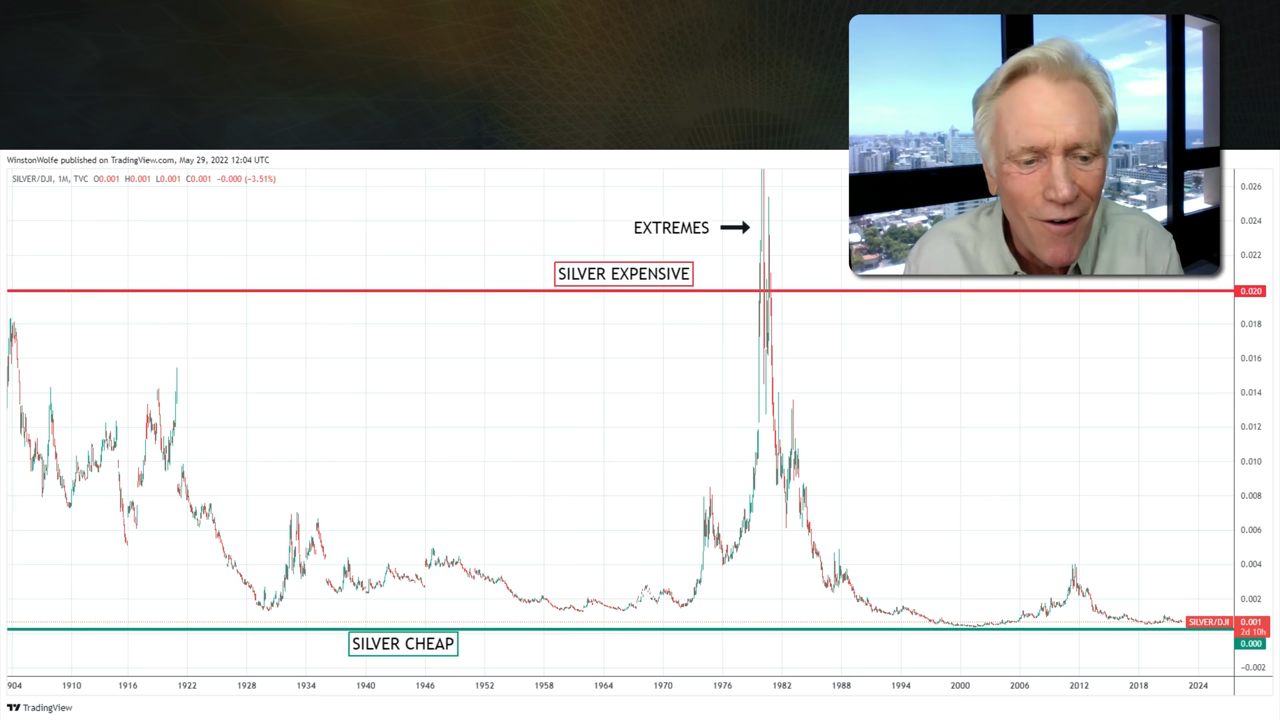 WinstonWolfe published on TradingView.com, May 29, 2022 12:04 UTC
SILVER/DJI, 1M, TVC O0.001 H0.001 L0.001 C0.001 −0.000 (−3.51%)
EXTREMES
SILVER EXPENSIVE
SILVER CHEAP
0.026
0.024
0.022
0.020
0.018
0.016
0.014
0.012
0.010
0.008
0.006
0.004
0.002
SILVER/DJI 0.001
2d 10h
0.000
−0.002
904 1910 1916 1922 1928 1934 1940 1946 1952 1958 1964 1970 1976 1982 1988 1994 2000 2006 2012 2018 2024
TradingView